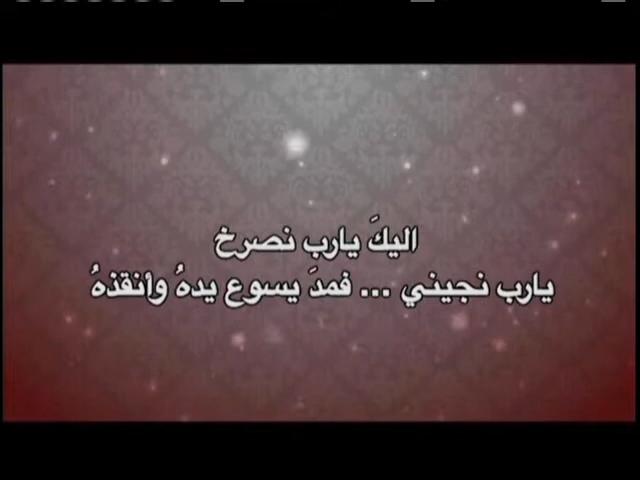 اليكَ يارب نصرخ
يارب نجيني ... فمدَ يسوع يدهُ وأنقذهُ